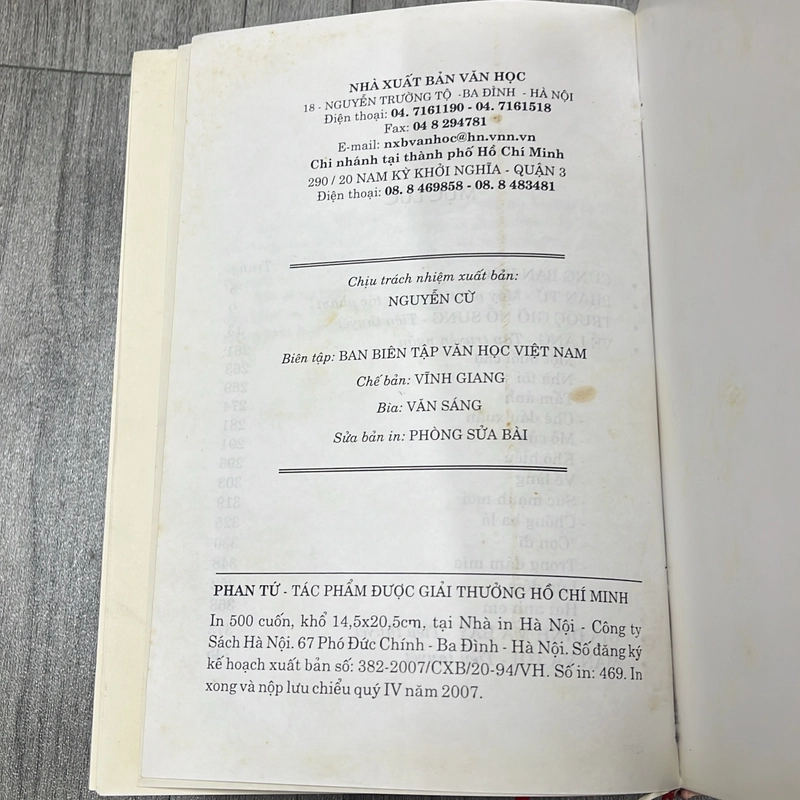 NHÀ XUẤT BẢN VĂN HỌC
18 - NGUYỄN TRƯỜNG TỘ -BA ĐÌNH - HÀ NỘI
Điện thoại: 04. 7161190 - 04. 7161518
Fax: 04 8 294781
E-mail: nxbvanhoc@hn.vnn.vn
Chi nhánh tại thành phố Hồ Chí Minh
290 / 20 NAM KỲ KHỞI NGHĨA - QUẬN 3
Điện thoại: 08. 8 469858 - 08. 8 483481
Chịu trách nhiệm xuất bản:
NGUYỄN CỪ
Biên tập: BAN BIÊN TẬP VĂN HỌC VIỆT NAM
Chế bản: VĨNH GIANG
Bìa: VĂN SÁNG
Sửa bản in: PHÒNG SỬA BÀI
PHAN TỨ - TÁC PHẨM ĐƯỢC GIẢI THƯỞNG HỒ CHÍ MINH
In 500 cuốn, khổ 14,5x20,5cm, tại Nhà in Hà Nội - Công ty
Sách Hà Nội. 67 Phó Đức Chính - Ba Đình - Hà Nội. Số đăng ký
kế hoạch xuất bản số: 382-2007/CXB/20-94/VH. Số in: 469. In
xong và nộp lưu chiểu quý IV năm 2007.